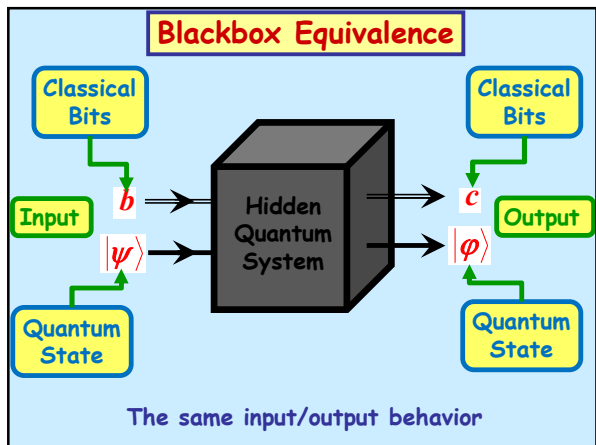 Blackbox Equivalence
Classical
Bits
Classical
Bits
Input
b
|ψ⟩
Hidden
Quantum
System
c
|φ⟩
Output
Quantum
State
Quantum
State
The same input/output behavior